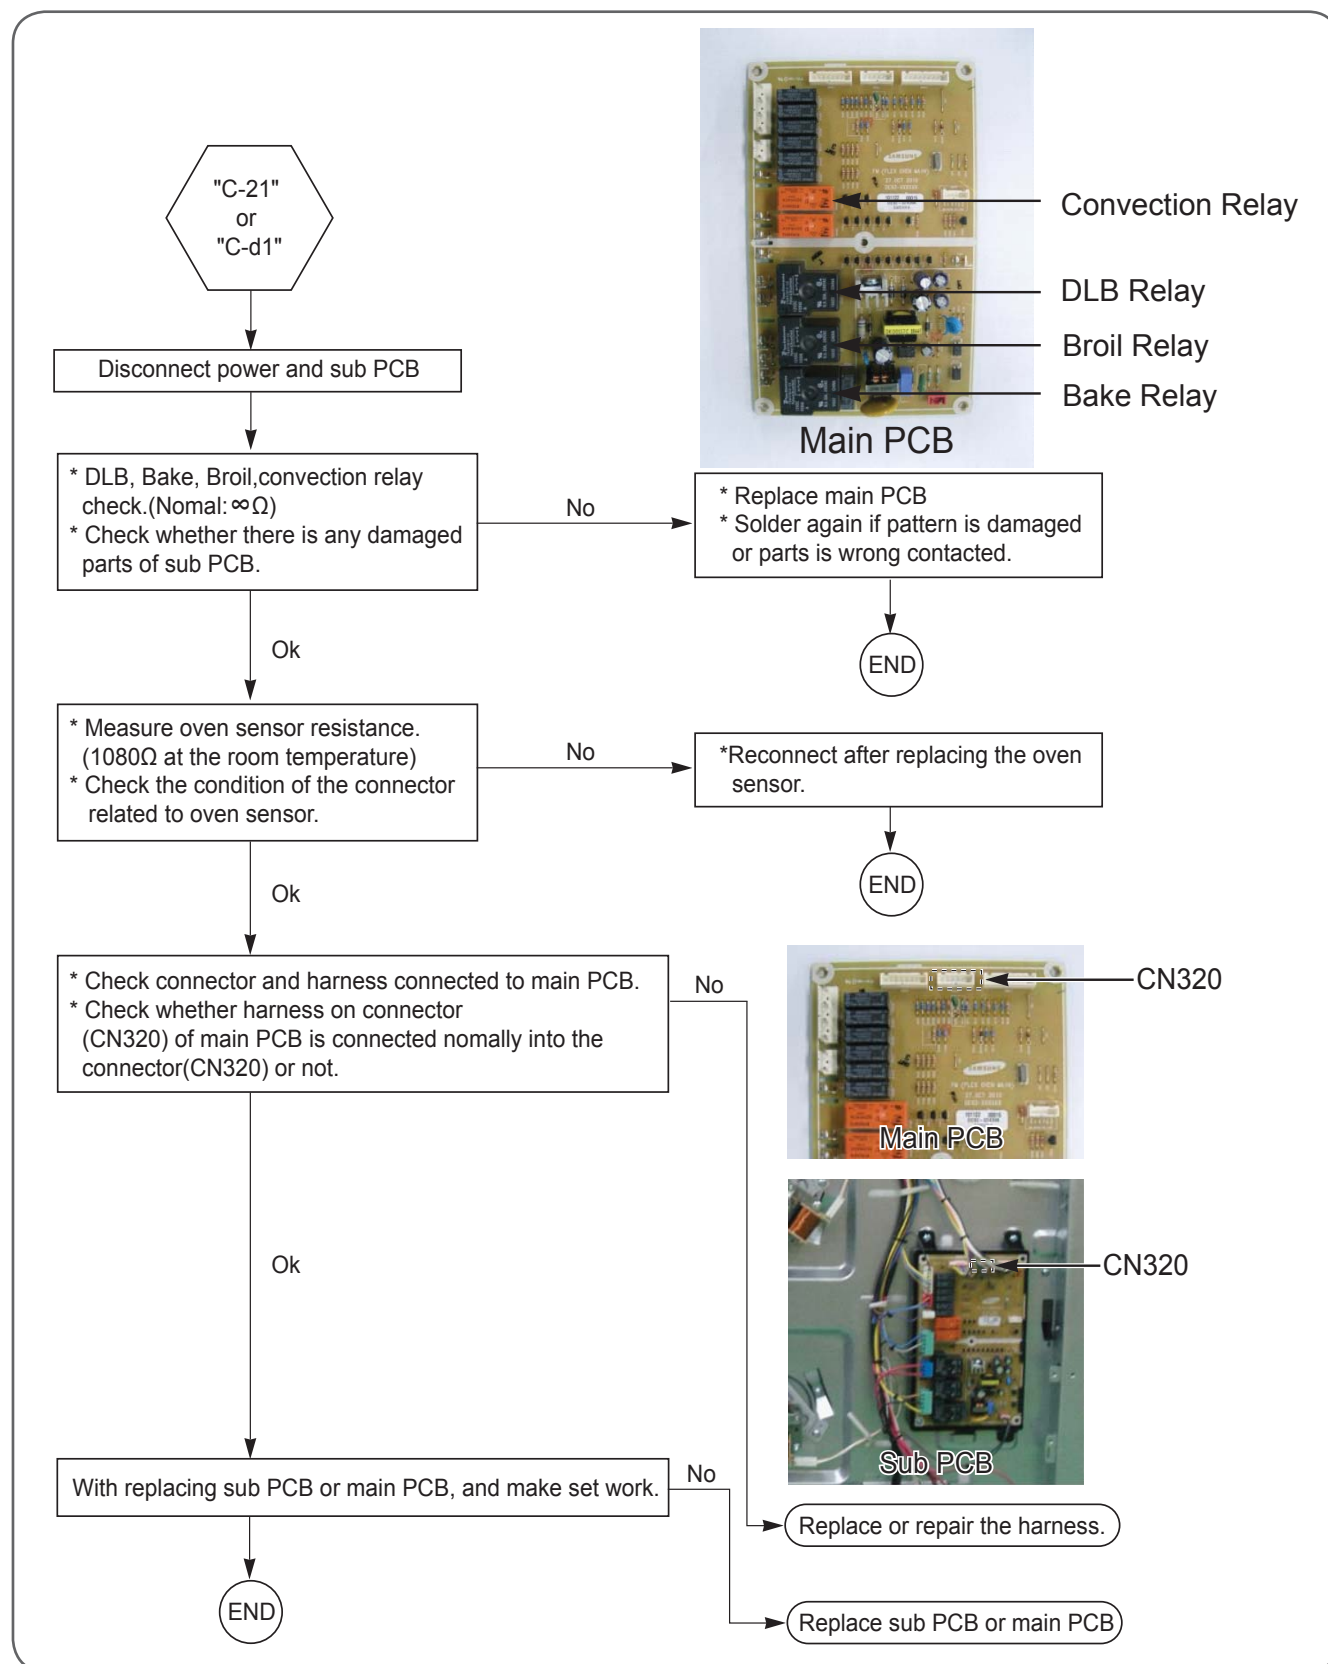 "C-21"
or
"C-d1"
Disconnect power and sub PCB
* DLB, Bake, Broil,convection relay
check.(Nomal:∞Ω)
* Check whether there is any damaged
parts of sub PCB.
No
* Replace main PCB
* Solder again if pattern is damaged
or parts is wrong contacted.
END
Convection Relay
DLB Relay
Broil Relay
Bake Relay
SAMSUNG
Main PCB
Ok
* Measure oven sensor resistance.
(1080Ω at the room temperature)
* Check the condition of the connector
related to oven sensor.
No
*Reconnect after replacing the oven
sensor.
END
Ok
* Check connector and harness connected to main PCB.
* Check whether harness on connector
(CN320) of main PCB is connected nomally into the
connector(CN320) or not.
No
CN320
SAMSUNG
Main PCB
CN320
Sub PCB
Ok
With replacing sub PCB or main PCB, and make set work.
No
Replace or repair the harness.
END
Replace sub PCB or main PCB